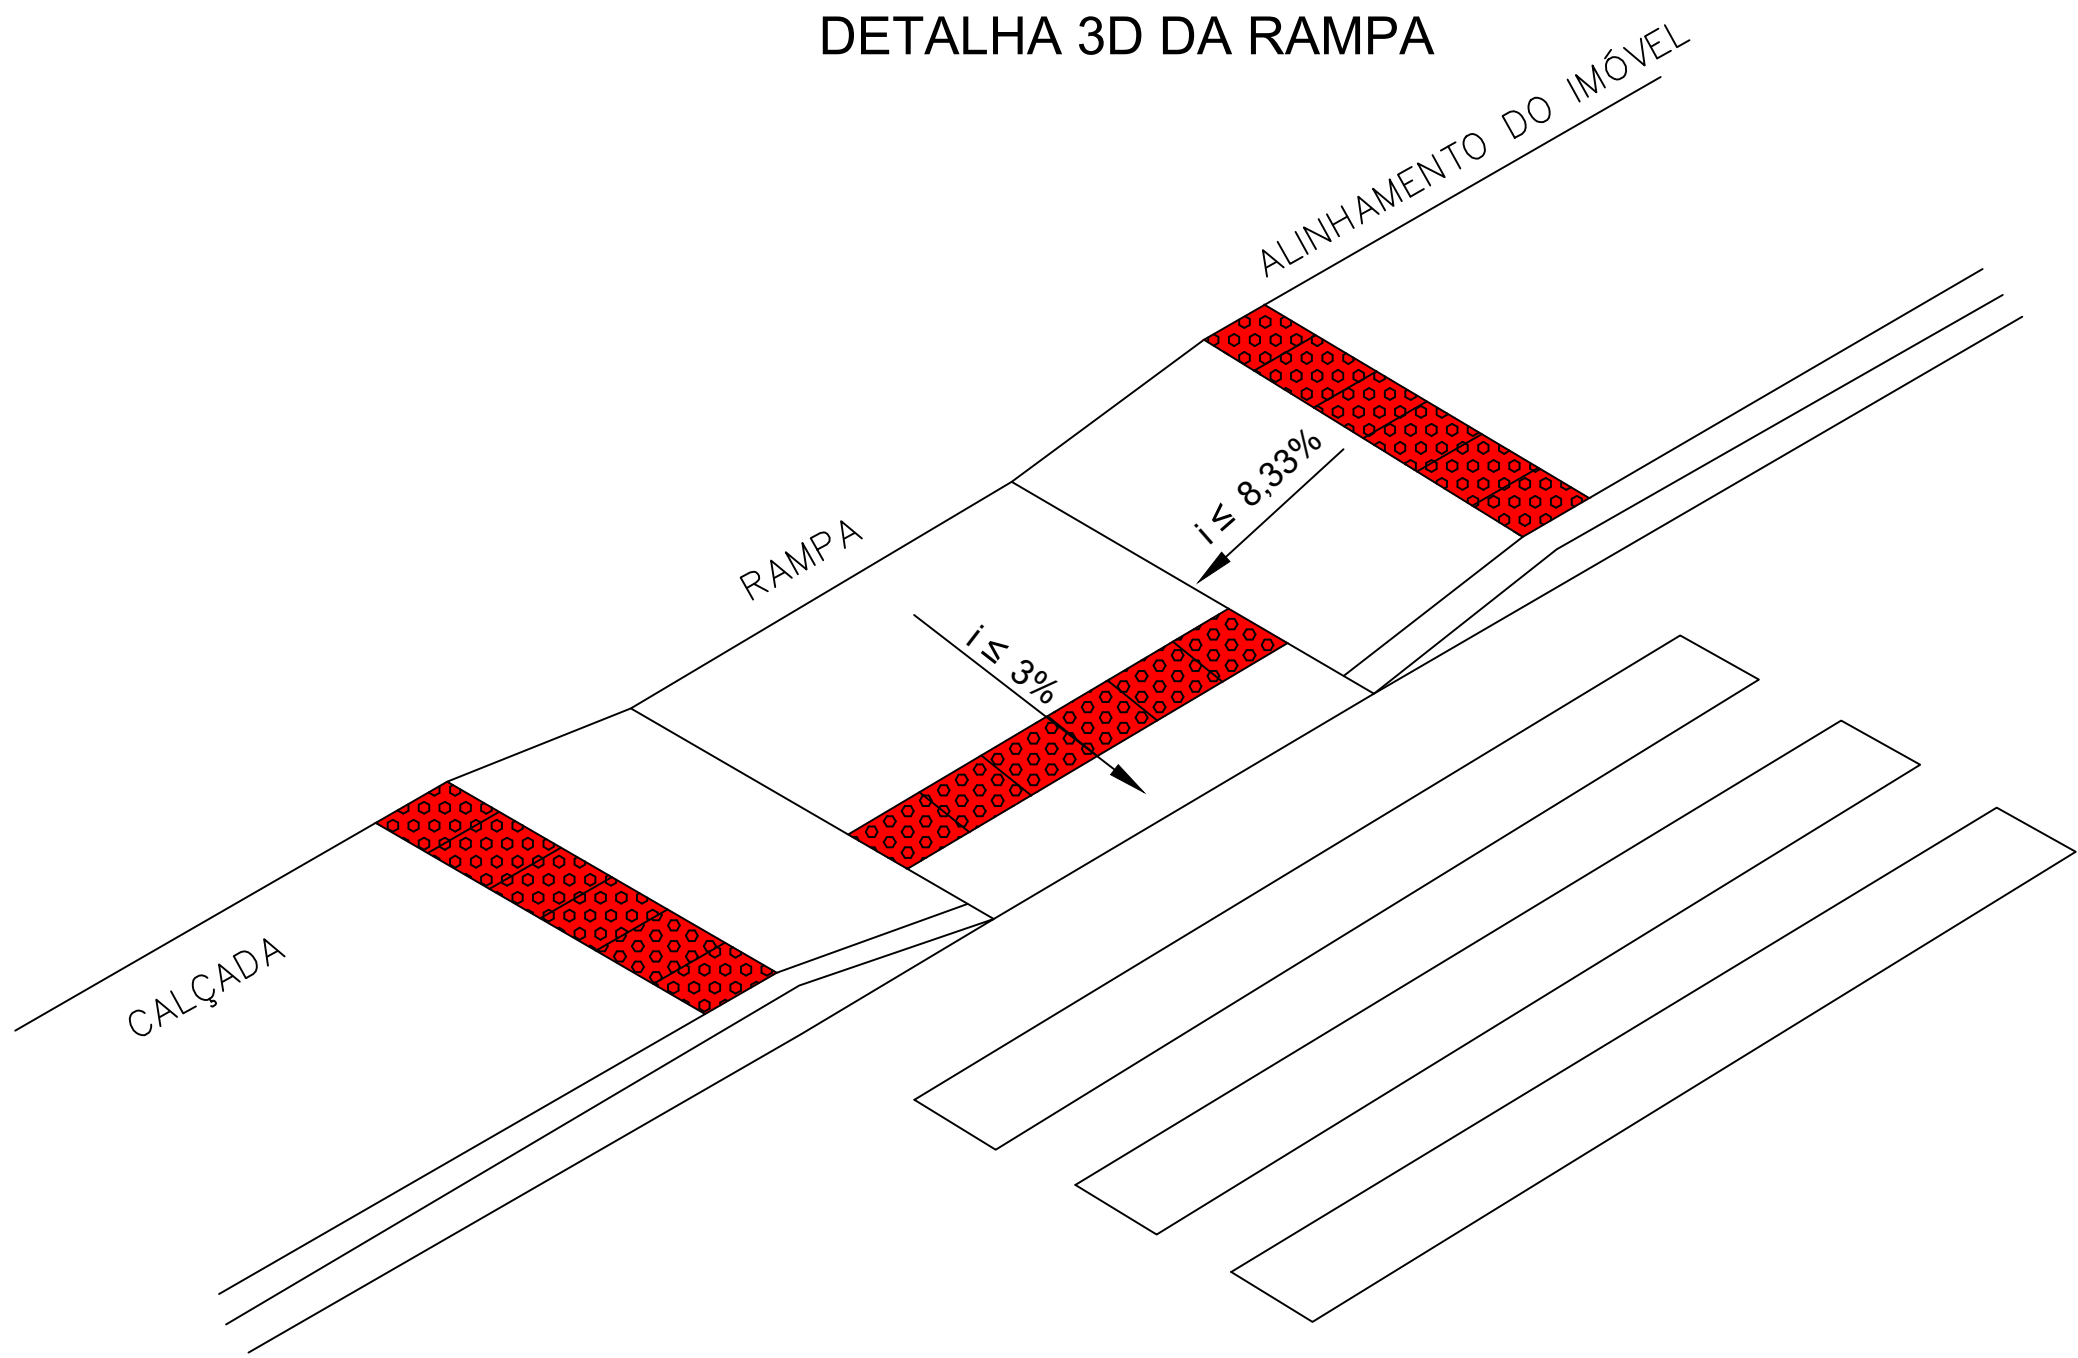 DETALHA 3D DA RAMPA
ALINHAMENTO DO IMÓVEL
i ≤ 8,33%
RAMPA
i ≤ 3%
CALÇADA